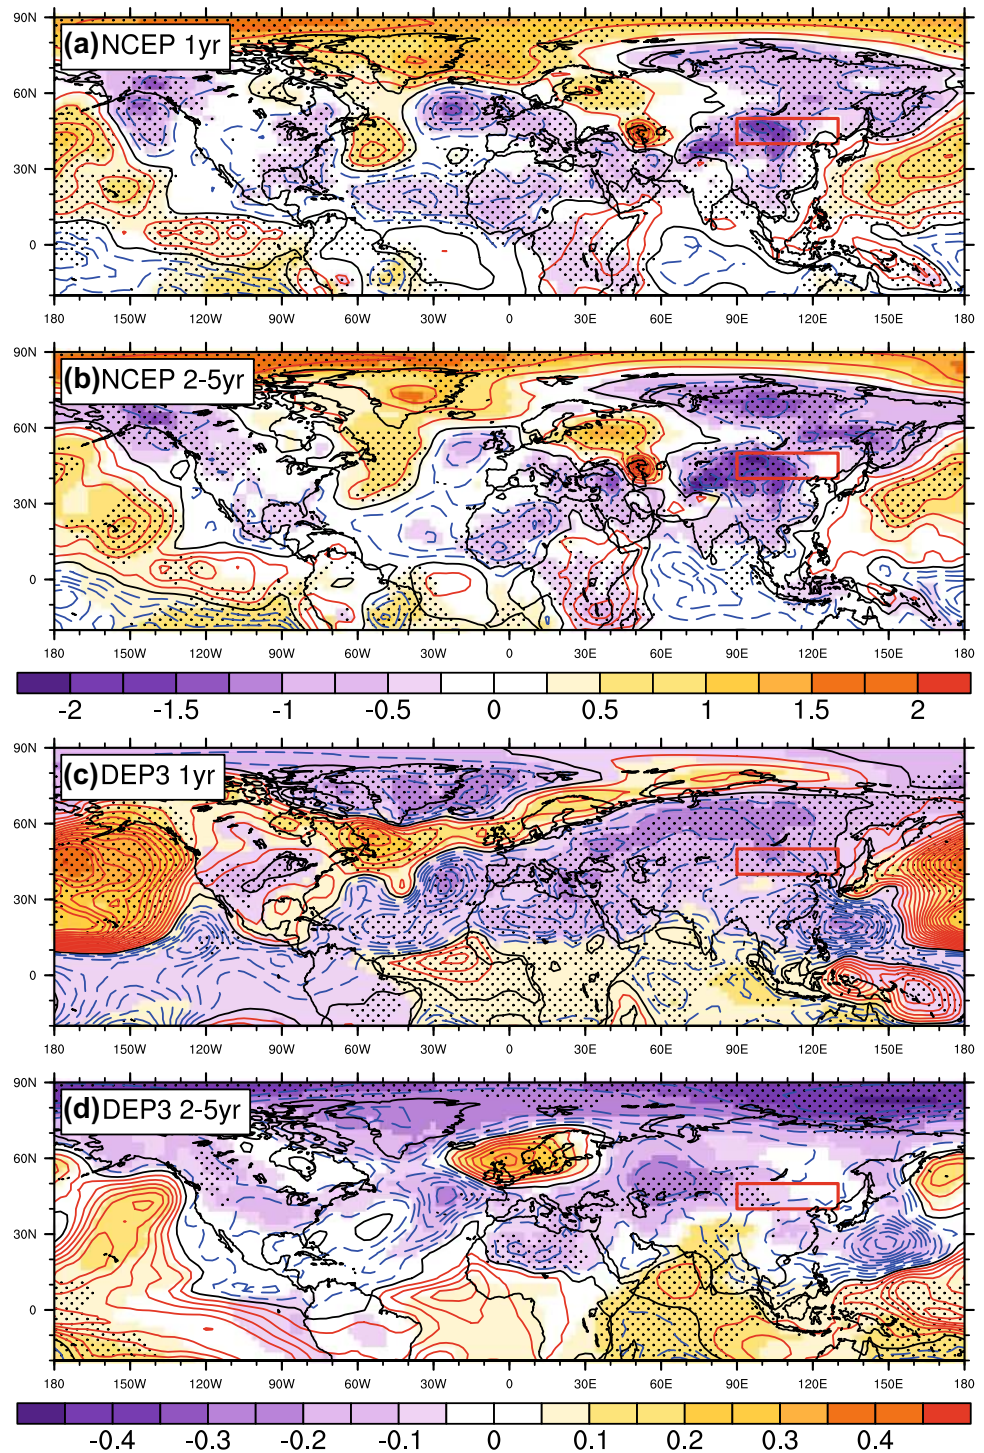 (a) NCEP 1yr
90N
60N
30N
0
180 150W 120W 90W 60W 30W 0 30E 60E 90E 120E 150E 180
(b) NCEP 2-5yr
90N
60N
30N
0
180 150W 120W 90W 60W 30W 0 30E 60E 90E 120E 150E 180
-2 -1.5 -1 -0.5 0 0.5 1 1.5 2
(c) DEP3 1yr
90N
60N
30N
0
180 150W 120W 90W 60W 30W 0 30E 60E 90E 120E 150E 180
(d) DEP3 2-5yr
90N
60N
30N
0
180 150W 120W 90W 60W 30W 0 30E 60E 90E 120E 150E 180
-0.4 -0.3 -0.2 -0.1 0 0.1 0.2 0.3 0.4